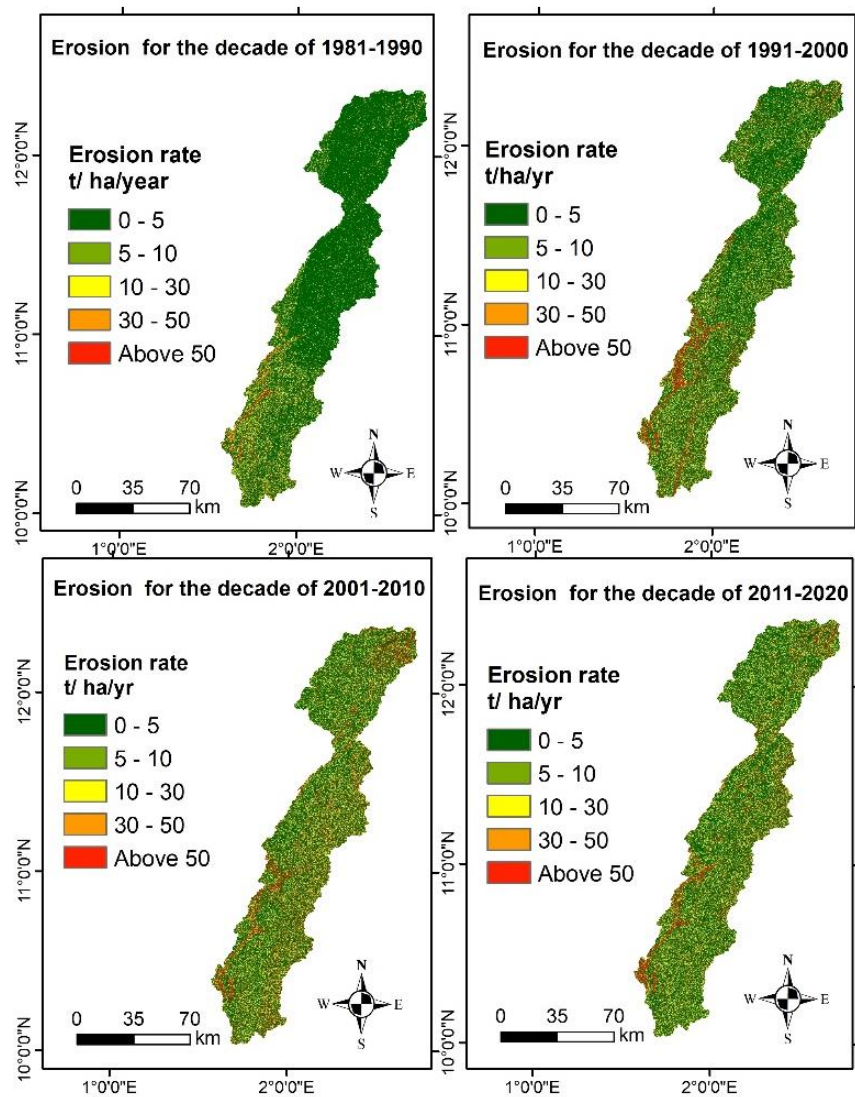 Erosion for the decade of 1981-1990
Erosion rate
t/ ha/year
0 - 5
5 - 10
10 - 30
30 - 50
Above 50
N
W
E
S
0 35 70
km
12°0'0"N
11°0'0"N
10°0'0"N
1°0'0"E
2°0'0"E
Erosion for the decade of 1991-2000
Erosion rate
t/ha/yr
0 - 5
5 - 10
10 - 30
30 - 50
Above 50
N
W
E
S
0 35 70
km
12°0'0"N
11°0'0"N
10°0'0"N
1°0'0"E
2°0'0"E
Erosion for the decade of 2001-2010
Erosion rate
t/ ha/yr
0 - 5
5 - 10
10 - 30
30 - 50
Above 50
N
W
E
S
0 35 70
km
12°0'0"N
11°0'0"N
10°0'0"N
1°0'0"E
2°0'0"E
Erosion for the decade of 2011-2020
Erosion rate
t/ ha/yr
0 - 5
5 - 10
10 - 30
30 - 50
Above 50
N
W
E
S
0 35 70
km
12°0'0"N
11°0'0"N
10°0'0"N
1°0'0"E
2°0'0"E